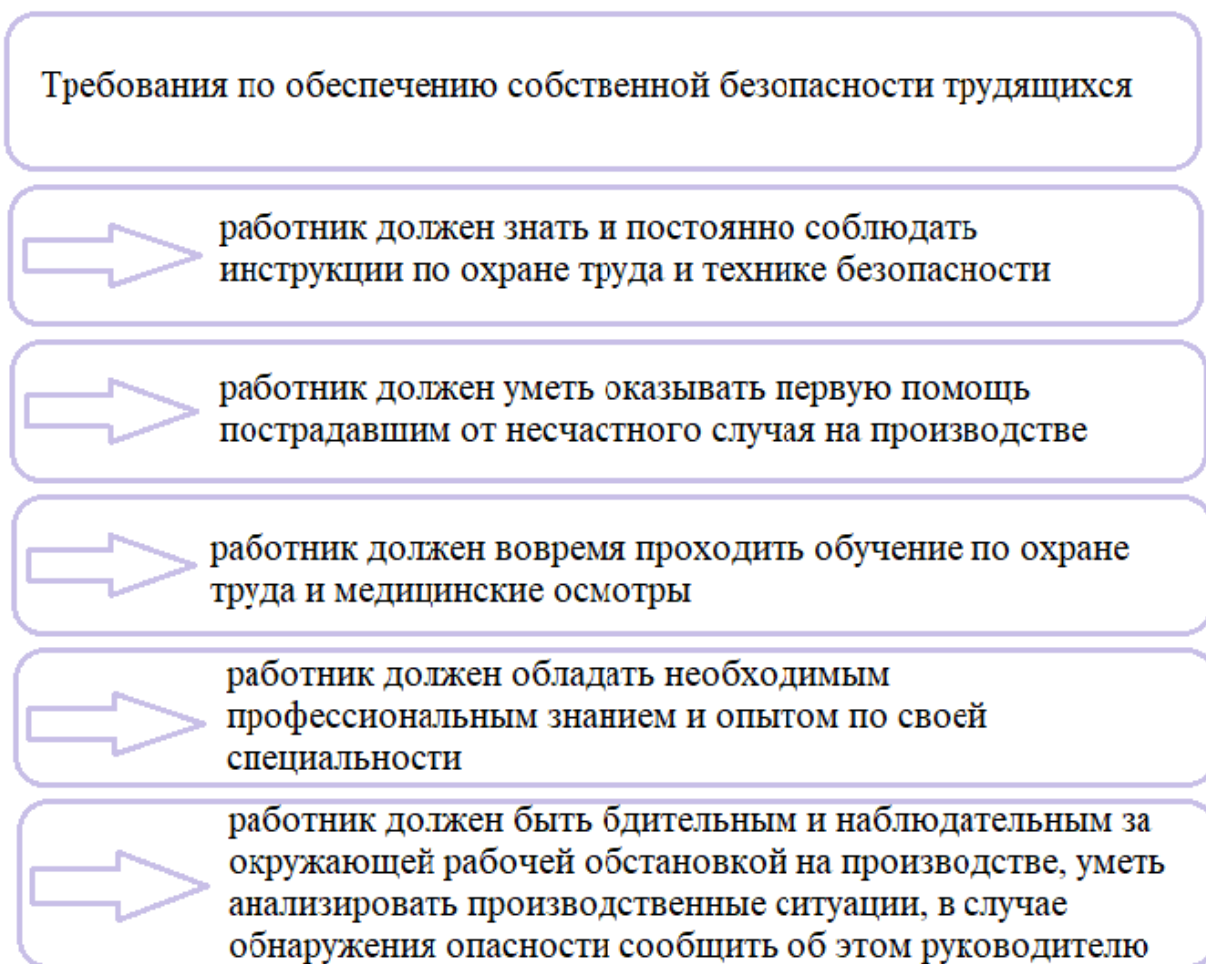 Требования по обеспечению собственной безопасности трудящихся
работник должен знать и постоянно соблюдать
инструкции по охране труда и технике безопасности
работник должен уметь оказывать первую помощь
пострадавшим от несчастного случая на производстве
работник должен вовремя проходить обучение по охране
труда и медицинские осмотры
работник должен обладать необходимым
профессиональным знанием и опытом по своей
специальности
работник должен быть бдительным и наблюдательным за
окружающей рабочей обстановкой на производстве, уметь
анализировать производственные ситуации, в случае
обнаружения опасности сообщить об этом руководителю